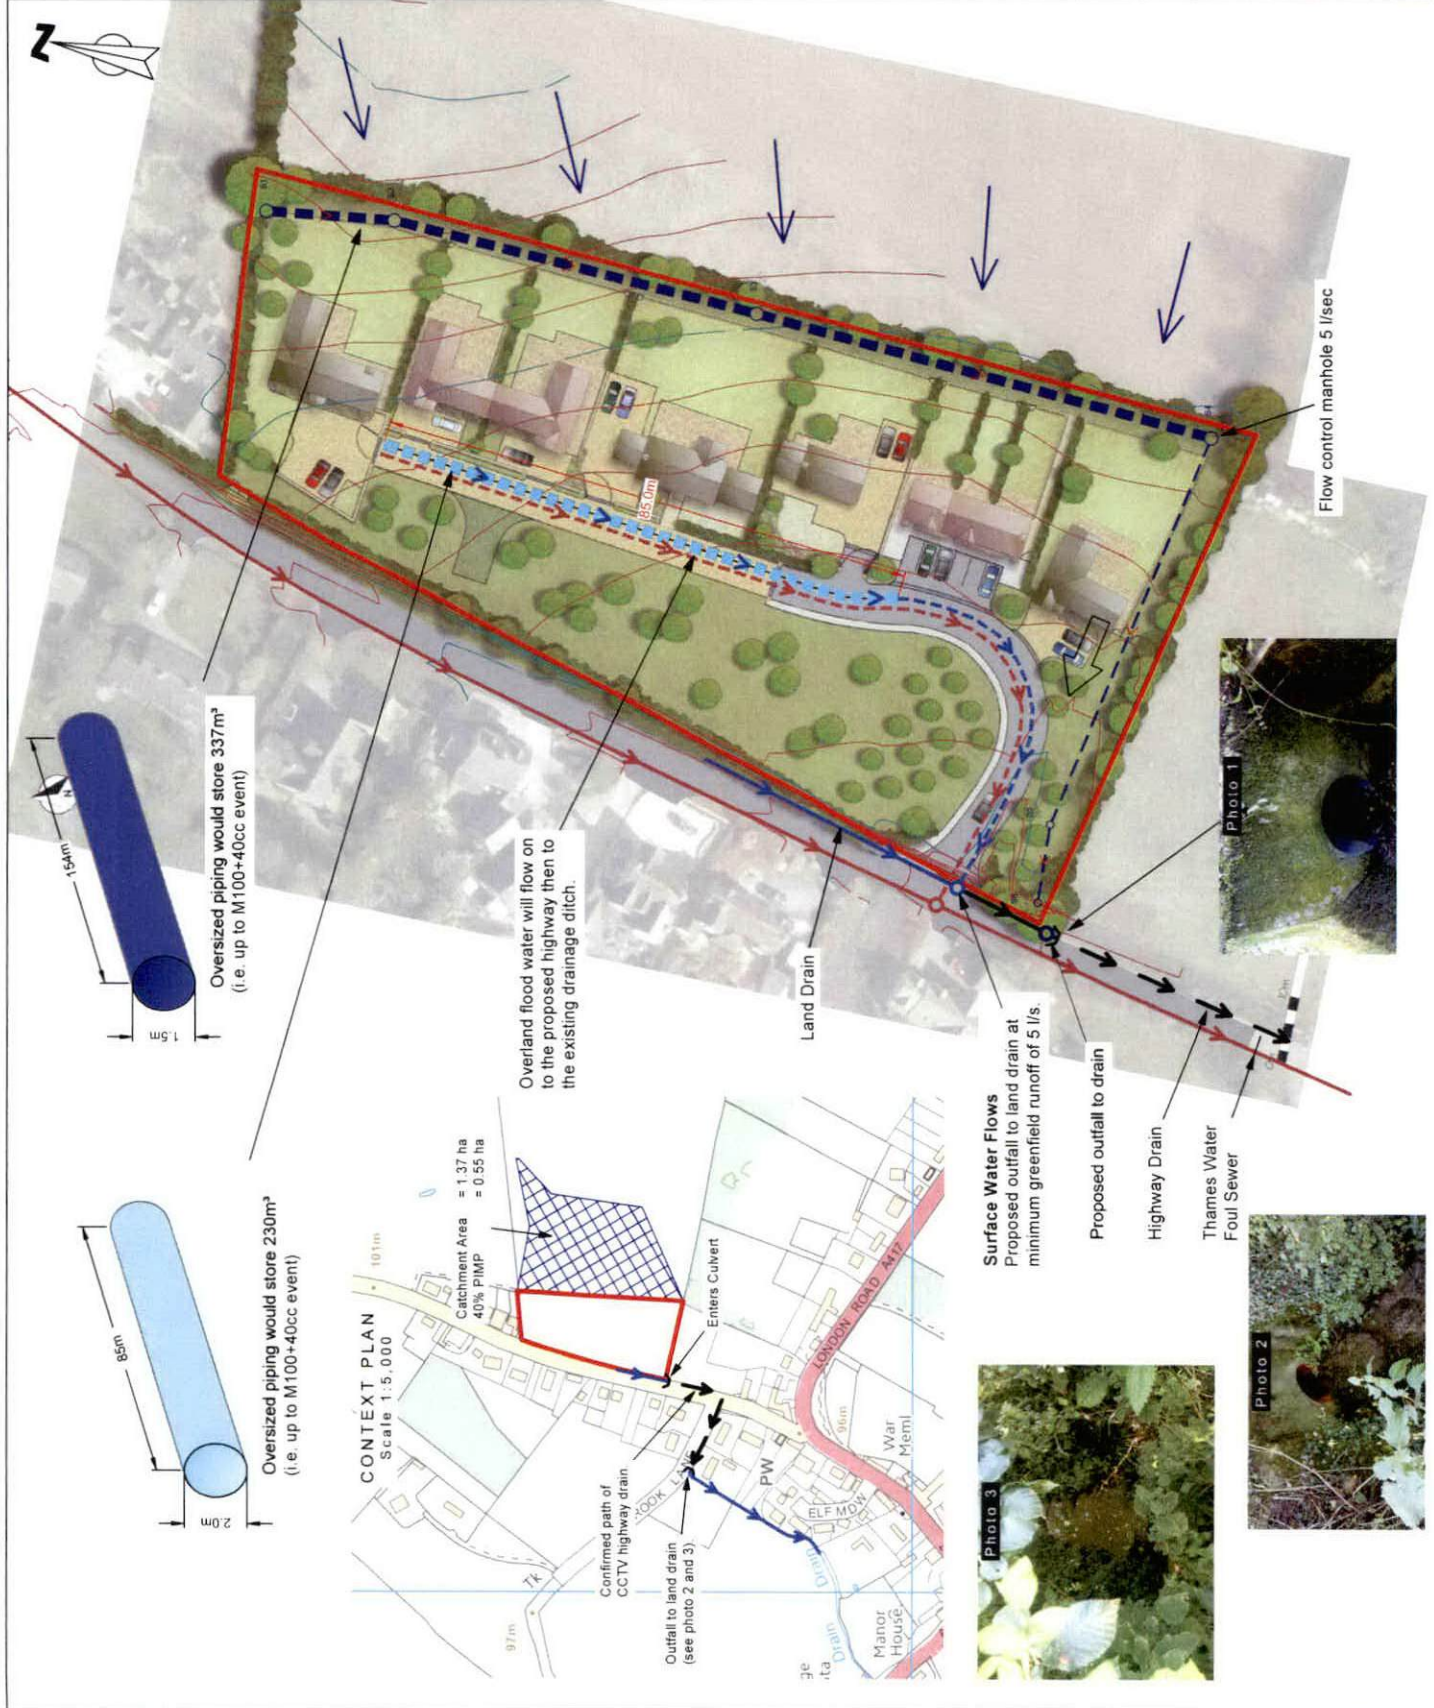 N
154m
1.5m
N
Oversized piping would store 337m³
(i.e. up to M100+40cc event)
85m
2.0m
Oversized piping would store 230m³
(i.e. up to M100+40cc event)
Overland flood water will flow on
to the proposed highway then to
the existing drainage ditch.
85.0m
Land Drain
Flow control manhole 5 l/sec
CONTEXT PLAN
Scale 1:5,000
101m
Catchment Area = 1.37 ha
40% PIMP = 0.55 ha
Enters Culvert
Confirmed path of
CCTV highway drain
Outfall to land drain
(see photo 2 and 3)
ROOK LANE
PW
ELF MDW
LONDON ROAD A417
96m
War
Meml
Tk
97m
Drain
Drain
Manor
House
ge
ta
Surface Water Flows
Proposed outfall to land drain at
minimum greenfield runoff of 5 l/s.
Proposed outfall to drain
Highway Drain
Thames Water
Foul Sewer
0m
10m
Photo 1
Photo 2
Photo 3